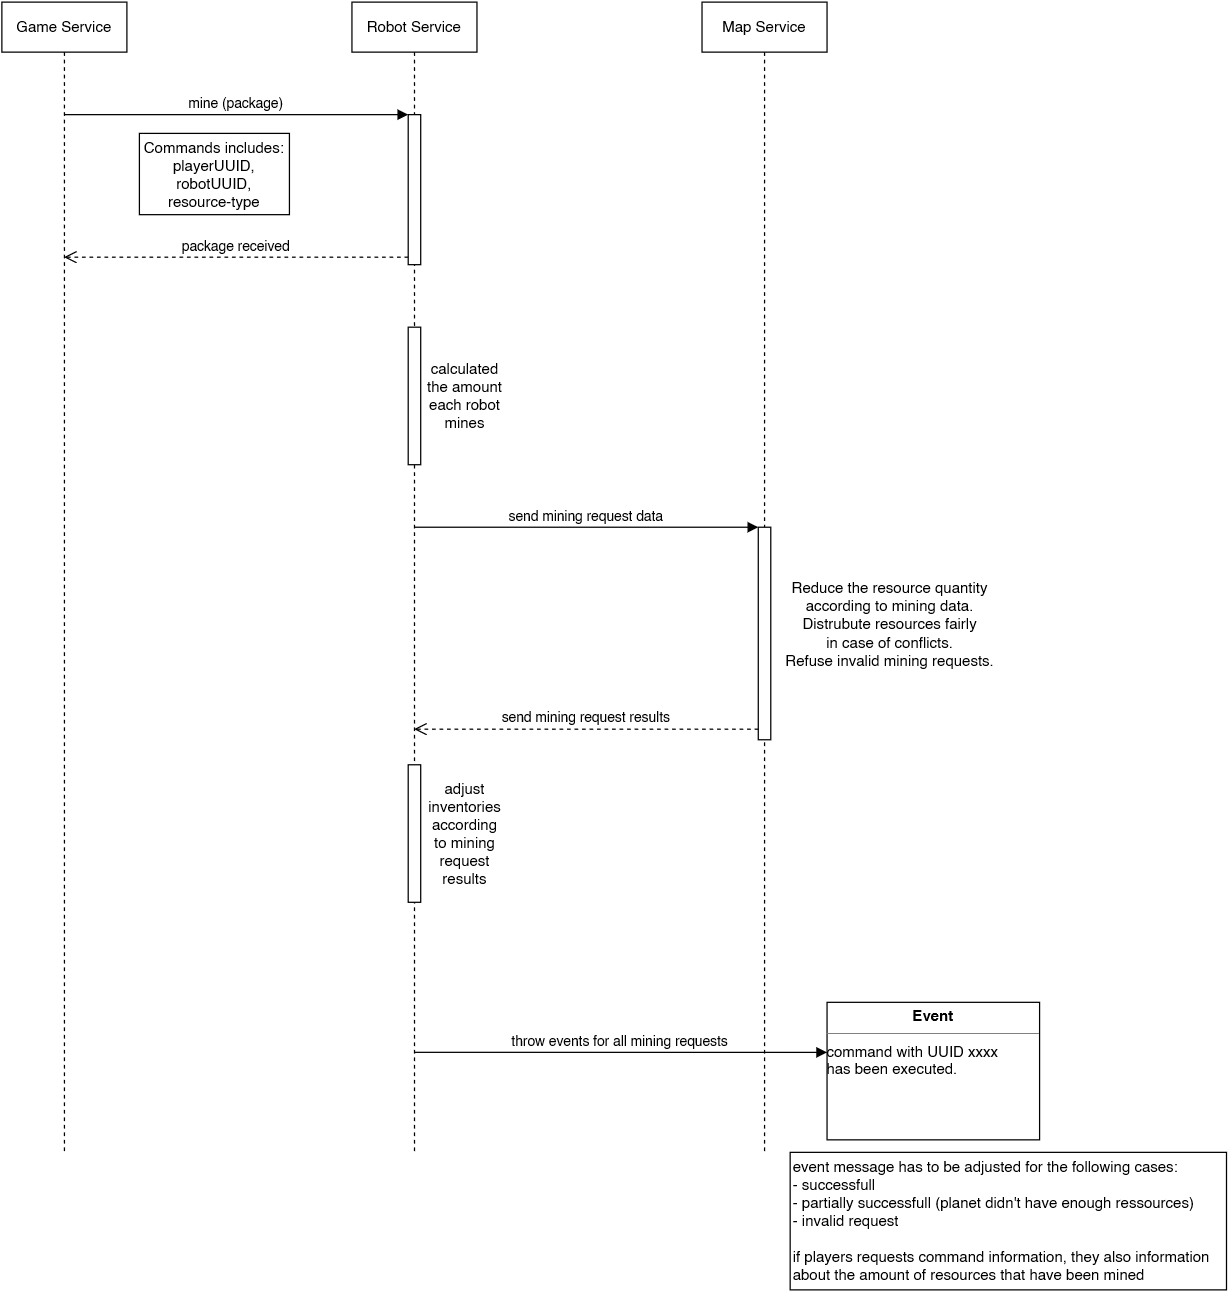 Game Service
Robot Service
Map Service
mine (package)
Commands includes:
playerUUID,
robotUUID,
resource-type
package received
calculated
the amount
each robot
mines
send mining request data
Reduce the resource quantity
according to mining data.
Distrubute resources fairly
in case of conflicts.
Refuse invalid mining requests.
send mining request results
adjust
inventories
according
to mining
request
results
Event
throw events for all mining requests
command with UUID xxxx
has been executed.
event message has to be adjusted for the following cases:
- successfull
- partially successfull (planet didn't have enough ressources)
- invalid request
if players requests command information, they also information
about the amount of resources that have been mined